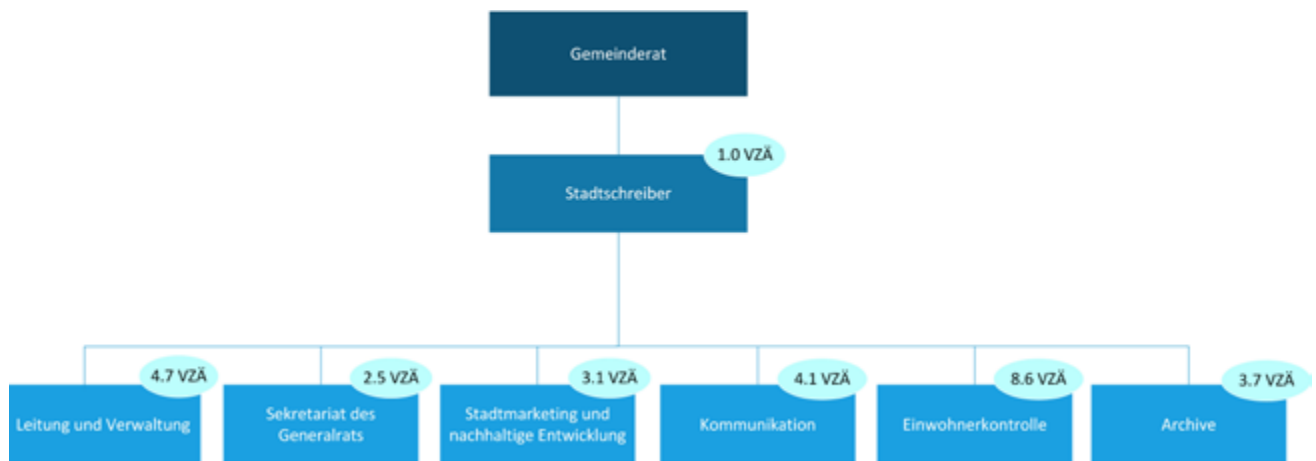 Gemeinderat
1.0 VZÄ
Stadtschreiber
4.7 VZÄ
Leitung und Verwaltung
2.5 VZÄ
Sekretariat des
Generalrats
3.1 VZÄ
Stadtmarketing und
nachhaltige Entwicklung
4.1 VZÄ
Kommunikation
8.6 VZÄ
Einwohnerkontrolle
3.7 VZÄ
Archive